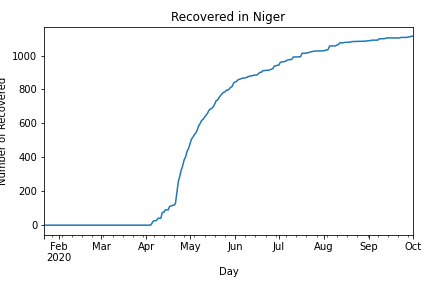 Recovered in Niger
Number of Recovered
1000
800
600
400
200
0
Feb Mar Apr May Jun Jul Aug Sep Oct
2020
Day